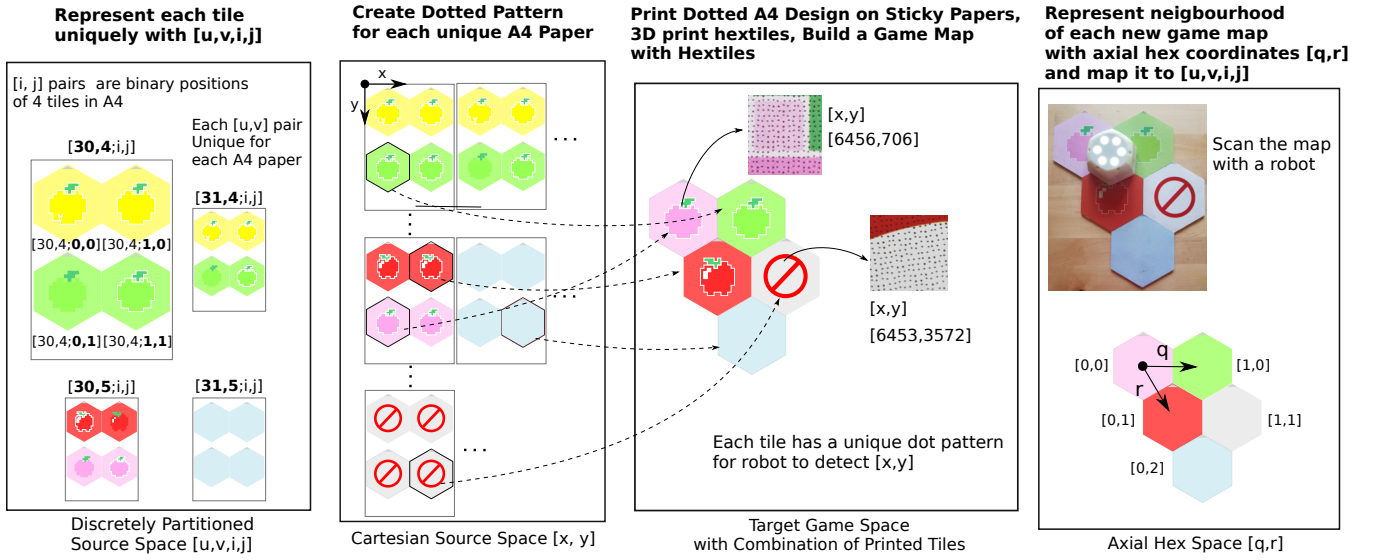 Represent each tile
uniquely with [u,v,i,j]
[i, j] pairs are binary positions
of 4 tiles in A4
Each [u,v] pair
Unique for
each A4 paper
[30,4;i,j]
[30,4;0,0] [30,4;1,0]
[30,4;0,1] [30,4;1,1]
[31,4;i,j]
[30,5;i,j]
[31,5;i,j]
Discretely Partitioned
Source Space [u,v,i,j]
Create Dotted Pattern
for each unique A4 Paper
x
y
...
...
...
...
...
Cartesian Source Space [x, y]
Print Dotted A4 Design on Sticky Papers,
3D print hextiles, Build a Game Map
with Hextiles
[x,y]
[6456,706]
[x,y]
[6453,3572]
Each tile has a unique dot pattern
for robot to detect [x,y]
Target Game Space
with Combination of Printed Tiles
Represent neigbourhood
of each new game map
with axial hex coordinates [q,r]
and map it to [u,v,i,j]
Scan the map
with a robot
[0,0]
q
[1,0]
r
[0,1]
[1,1]
[0,2]
Axial Hex Space [q,r]